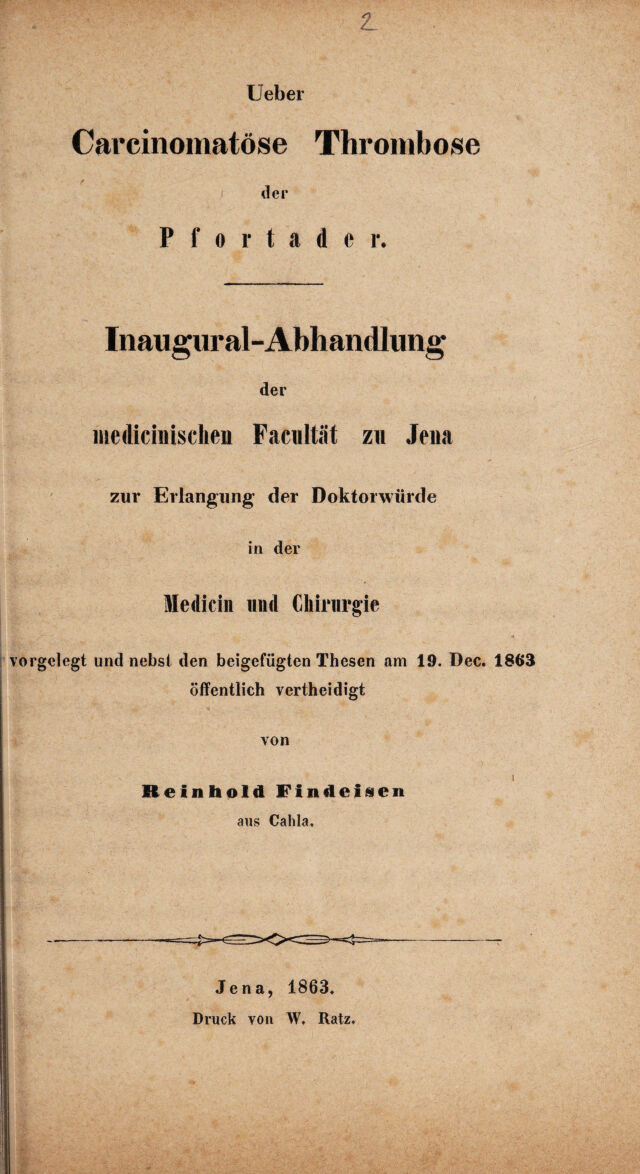 2
Ueber
Carcinomatöse Thrombose
der
Pfortader.
Inaugural-Abhandlung
der
medicinischen Facultät zu Jena
zur Erlangung der Doktorwürde
in der
Medicin und Chirurgie
vorgelegt und nebst den beigefügten Thesen am 19. Dec. 1863
öffentlich vertheidigt
von
Reinhold Findeisen
aus Cahla.
Jena, 1863.
Druck von W. Ratz.